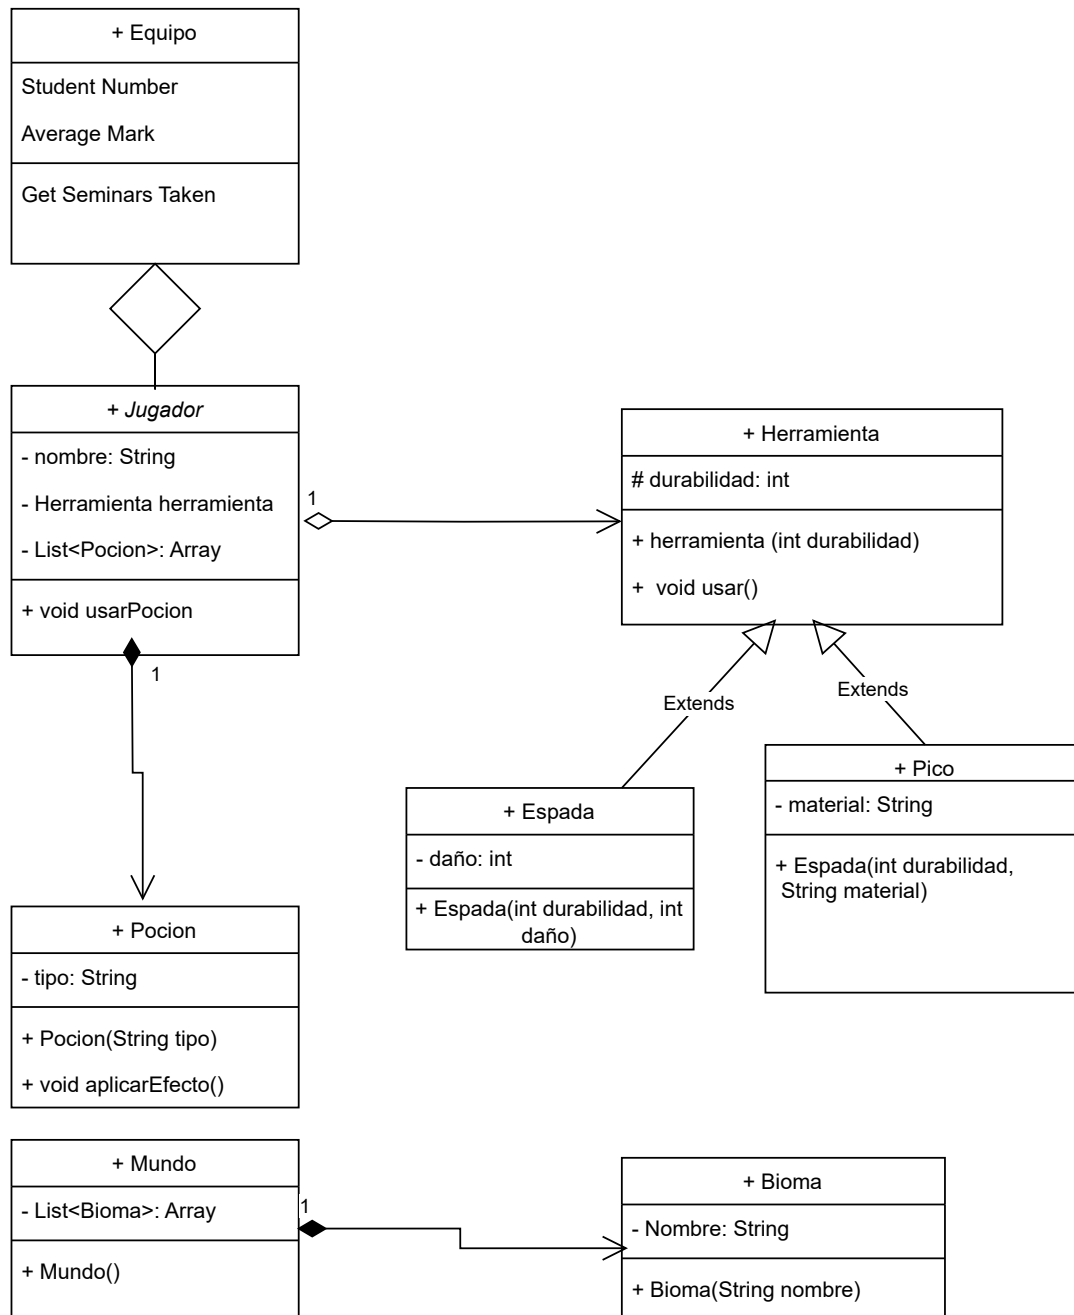 + Equipo
Student Number
Average Mark
Get Seminars Taken
+ Jugador
- nombre: String
- Herramienta herramienta
- List<Pocion>: Array
+ void usarPocion
1
1
+ Herramienta
# durabilidad: int
+ herramienta (int durabilidad)
+ void usar()
Extends
Extends
+ Espada
- daño: int
+ Espada(int durabilidad, int
daño)
+ Pico
- material: String
+ Espada(int durabilidad,
String material)
+ Pocion
- tipo: String
+ Pocion(String tipo)
+ void aplicarEfecto()
+ Mundo
- List<Bioma>: Array
+ Mundo()
1
+ Bioma
- Nombre: String
+ Bioma(String nombre)